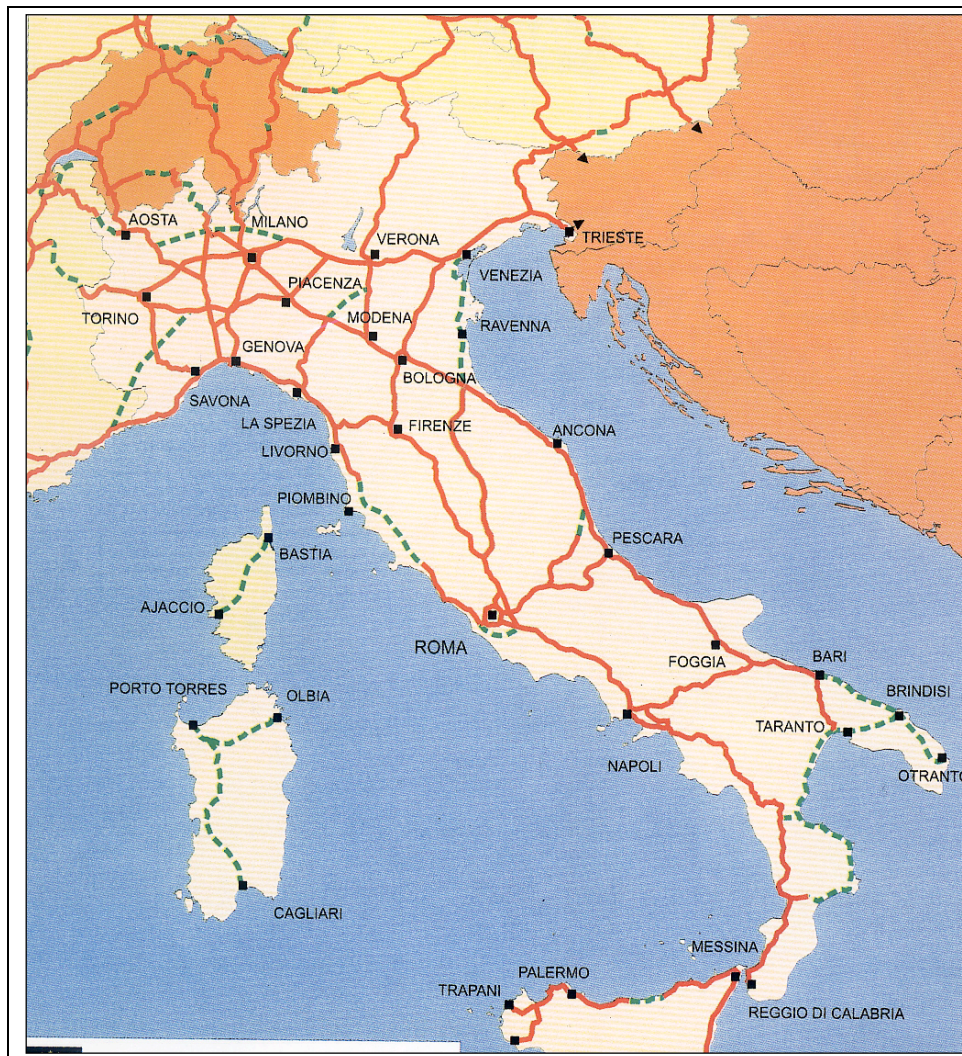 AOSTA
MILANO
VERONA
TRIESTE
VENEZIA
PIACENZA
TORINO
MODENA
RAVENNA
GENOVA
BOLOGNA
SAVONA
LA SPEZIA
FIRENZE
ANCONA
LIVORNO
PIOMBINO
PESCARA
BASTIA
AJACCIO
ROMA
FOGGIA
BARI
PORTO TORRES
OLBIA
BRINDISI
TARANTO
NAPOLI
OTRANTO
CAGLIARI
MESSINA
PALERMO
TRAPANI
REGGIO DI CALABRIA